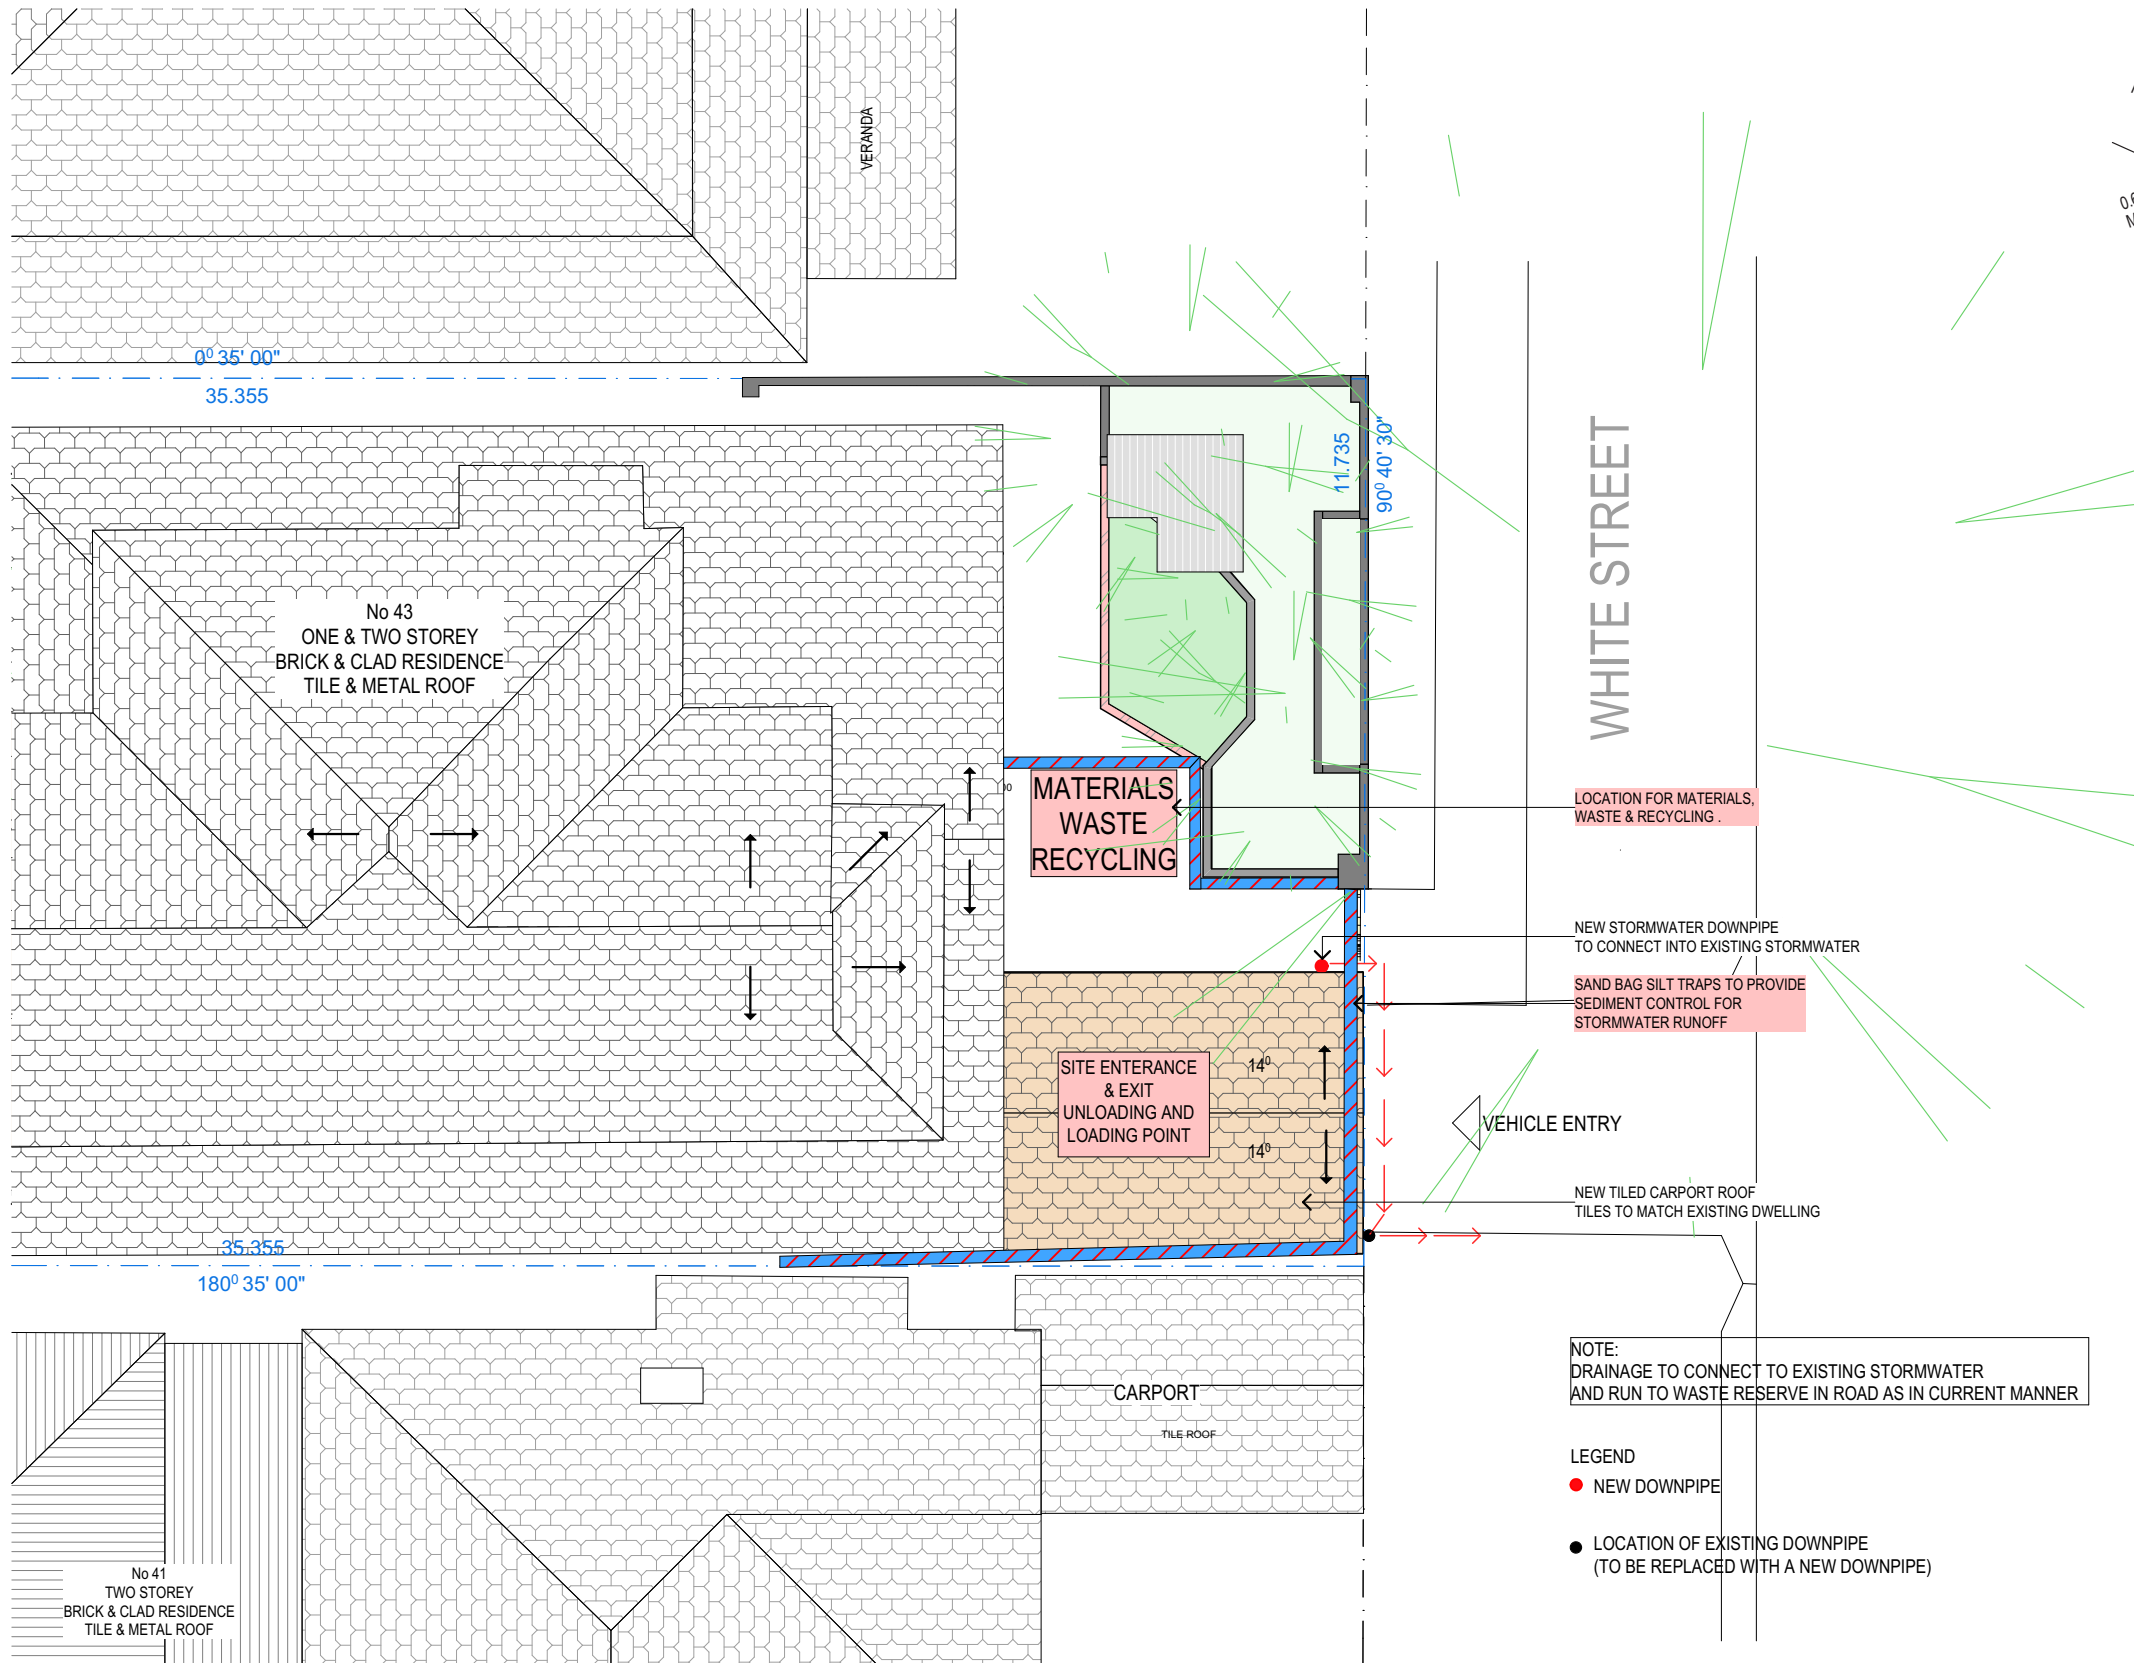 VERANDA
0⁰ 35' 00"
35.355
11.735
90⁰ 40' 30"
WHITE STREET
No 43
ONE & TWO STOREY
BRICK & CLAD RESIDENCE
TILE & METAL ROOF
MATERIALS
WASTE
RECYCLING
LOCATION FOR MATERIALS,
WASTE & RECYCLING .
NEW STORMWATER DOWNPIPE
TO CONNECT INTO EXISTING STORMWATER
SAND BAG SILT TRAPS TO PROVIDE
SEDIMENT CONTROL FOR
STORMWATER RUNOFF
SITE ENTERANCE
& EXIT
UNLOADING AND
LOADING POINT
14⁰
14⁰
VEHICLE ENTRY
NEW TILED CARPORT ROOF
TILES TO MATCH EXISTING DWELLING
35.355
180⁰ 35' 00"
CARPORT
TILE ROOF
NOTE:
DRAINAGE TO CONNECT TO EXISTING STORMWATER
AND RUN TO WASTE RESERVE IN ROAD AS IN CURRENT MANNER
LEGEND
NEW DOWNPIPE
LOCATION OF EXISTING DOWNPIPE
(TO BE REPLACED WITH A NEW DOWNPIPE)
No 41
TWO STOREY
BRICK & CLAD RESIDENCE
TILE & METAL ROOF